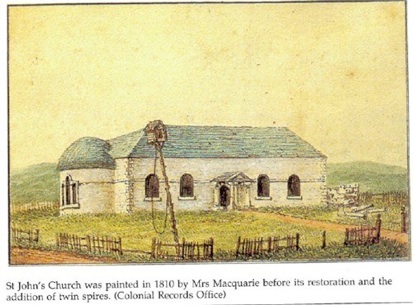 St John's Church was painted in 1810 by Mrs Macquarie before its restoration and the
addition of twin spires. (Colonial Records Office)